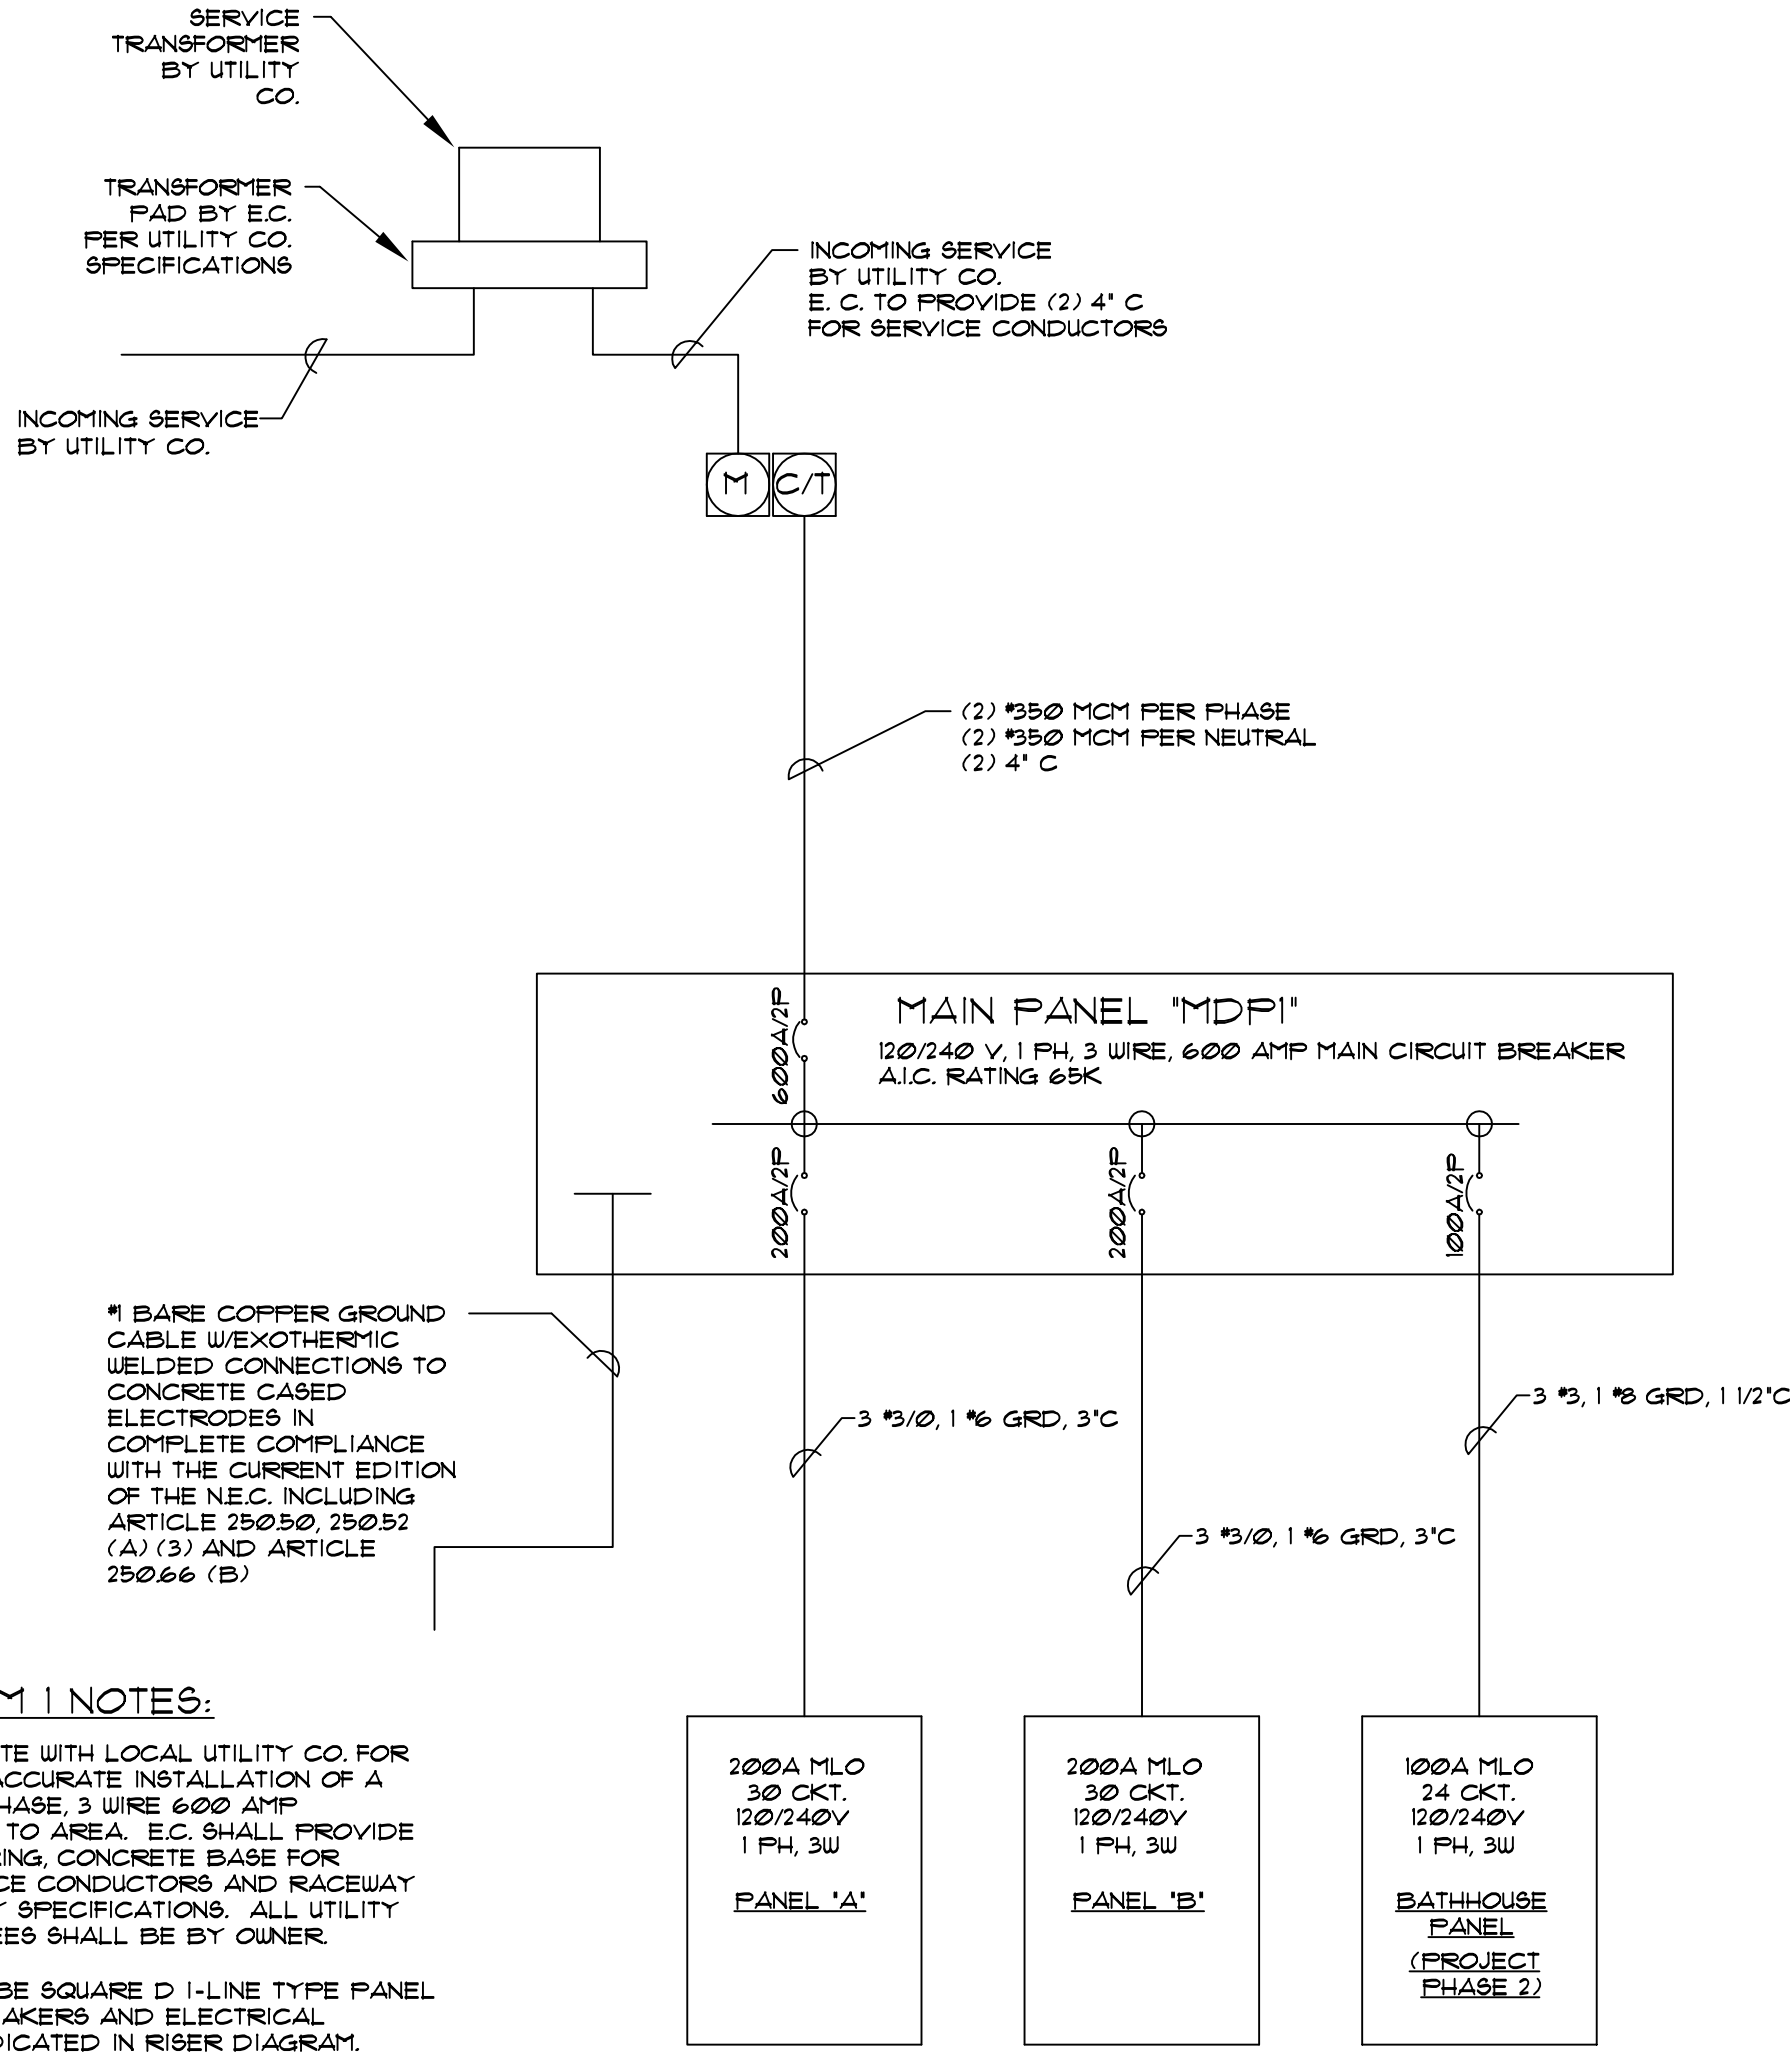 SERVICE
TRANSFORMER
BY UTILITY
CO.
TRANSFORMER
PAD BY E.C.
PER UTILITY CO.
SPECIFICATIONS
INCOMING SERVICE
BY UTILITY CO.
E. C. TO PROVIDE (2) 4" C
FOR SERVICE CONDUCTORS
INCOMING SERVICE
BY UTILITY CO.
M C/T
(2) #350 MCM PER PHASE
(2) #350 MCM PER NEUTRAL
(2) 4" C
MAIN PANEL "MDP1"
120/240 V, 1 PH, 3 WIRE, 600 AMP MAIN CIRCUIT BREAKER
A.I.C. RATING 65K
600A/2P
200A/2P
200A/2P
100A/2P
#1 BARE COPPER GROUND
CABLE W/EXOTHERMIC
WELDED CONNECTIONS TO
CONCRETE CASED
ELECTRODES IN
COMPLETE COMPLIANCE
WITH THE CURRENT EDITION
OF THE N.E.C. INCLUDING
ARTICLE 250.50, 250.52
(A) (3) AND ARTICLE
250.66 (B)
3 #3/0, 1 #6 GRD, 3"C
3 #3/0, 1 #6 GRD, 3"C
3 #3, 1 #8 GRD, 1 1/2"C
M 1 NOTES:
TE WITH LOCAL UTILITY CO. FOR
ACCURATE INSTALLATION OF A
HASE, 3 WIRE 600 AMP
TO AREA. E.C. SHALL PROVIDE
ING, CONCRETE BASE FOR
CE CONDUCTORS AND RACEWAY
Y SPECIFICATIONS. ALL UTILITY
EES SHALL BE BY OWNER.
BE SQUARE D I-LINE TYPE PANEL
AKERS AND ELECTRICAL
DICATED IN RISER DIAGRAM.
200A MLO
30 CKT.
120/240V
1 PH, 3W
PANEL "A"
200A MLO
30 CKT.
120/240V
1 PH, 3W
PANEL "B"
100A MLO
24 CKT.
120/240V
1 PH, 3W
BATHHOUSE
PANEL
(PROJECT
PHASE 2)